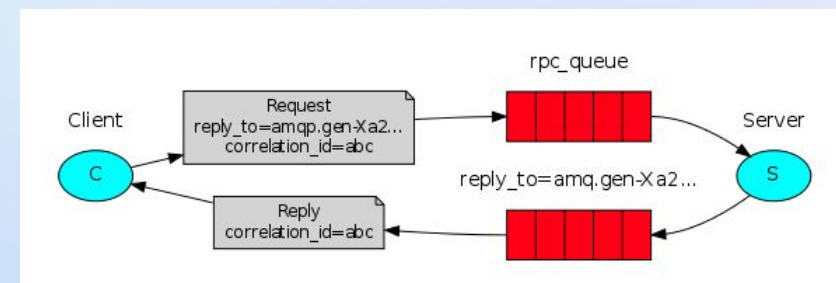 rpc_queue
Client
Request
reply_to=amqp.gen-Xa2...
correlation_id=abc
Server
C
S
reply_to=amq.gen-Xa2...
Reply
correlation_id=abc